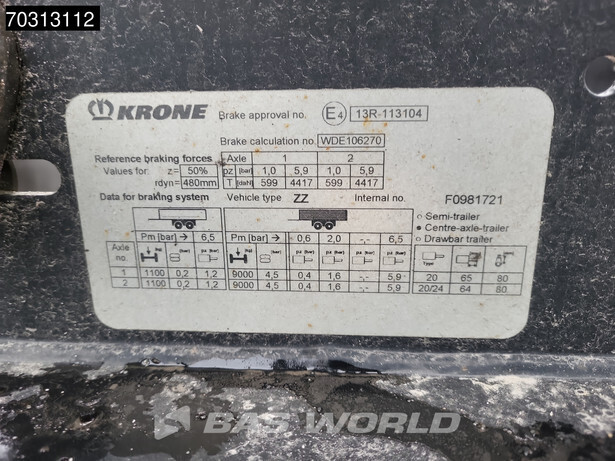 70313112
KRONE Brake approval no. E4 13R-113104
Brake calculation no. WDE106270
Reference braking forces Axle 1 2
Values for: z= 50% pz [bar] 1,0 5,9 1,0 5,9
rdyn= 480mm T [daN] 599 4417 599 4417
Data for braking system Vehicle type ZZ Internal no. F0981721
Semi-trailer
Centre-axle-trailer
Drawbar trailer
Pm [bar] → 6,5 Pm [bar] → 0,6 2,0 -,- 6,5
Axle no.
Type
1 1100 0,2 1,2 9000 4,5 0,4 1,6 -,- 5,9 20 65 80
2 1100 0,2 1,2 9000 4,5 0,4 1,6 -,- 5,9 20/24 64 80
BAS WORLD